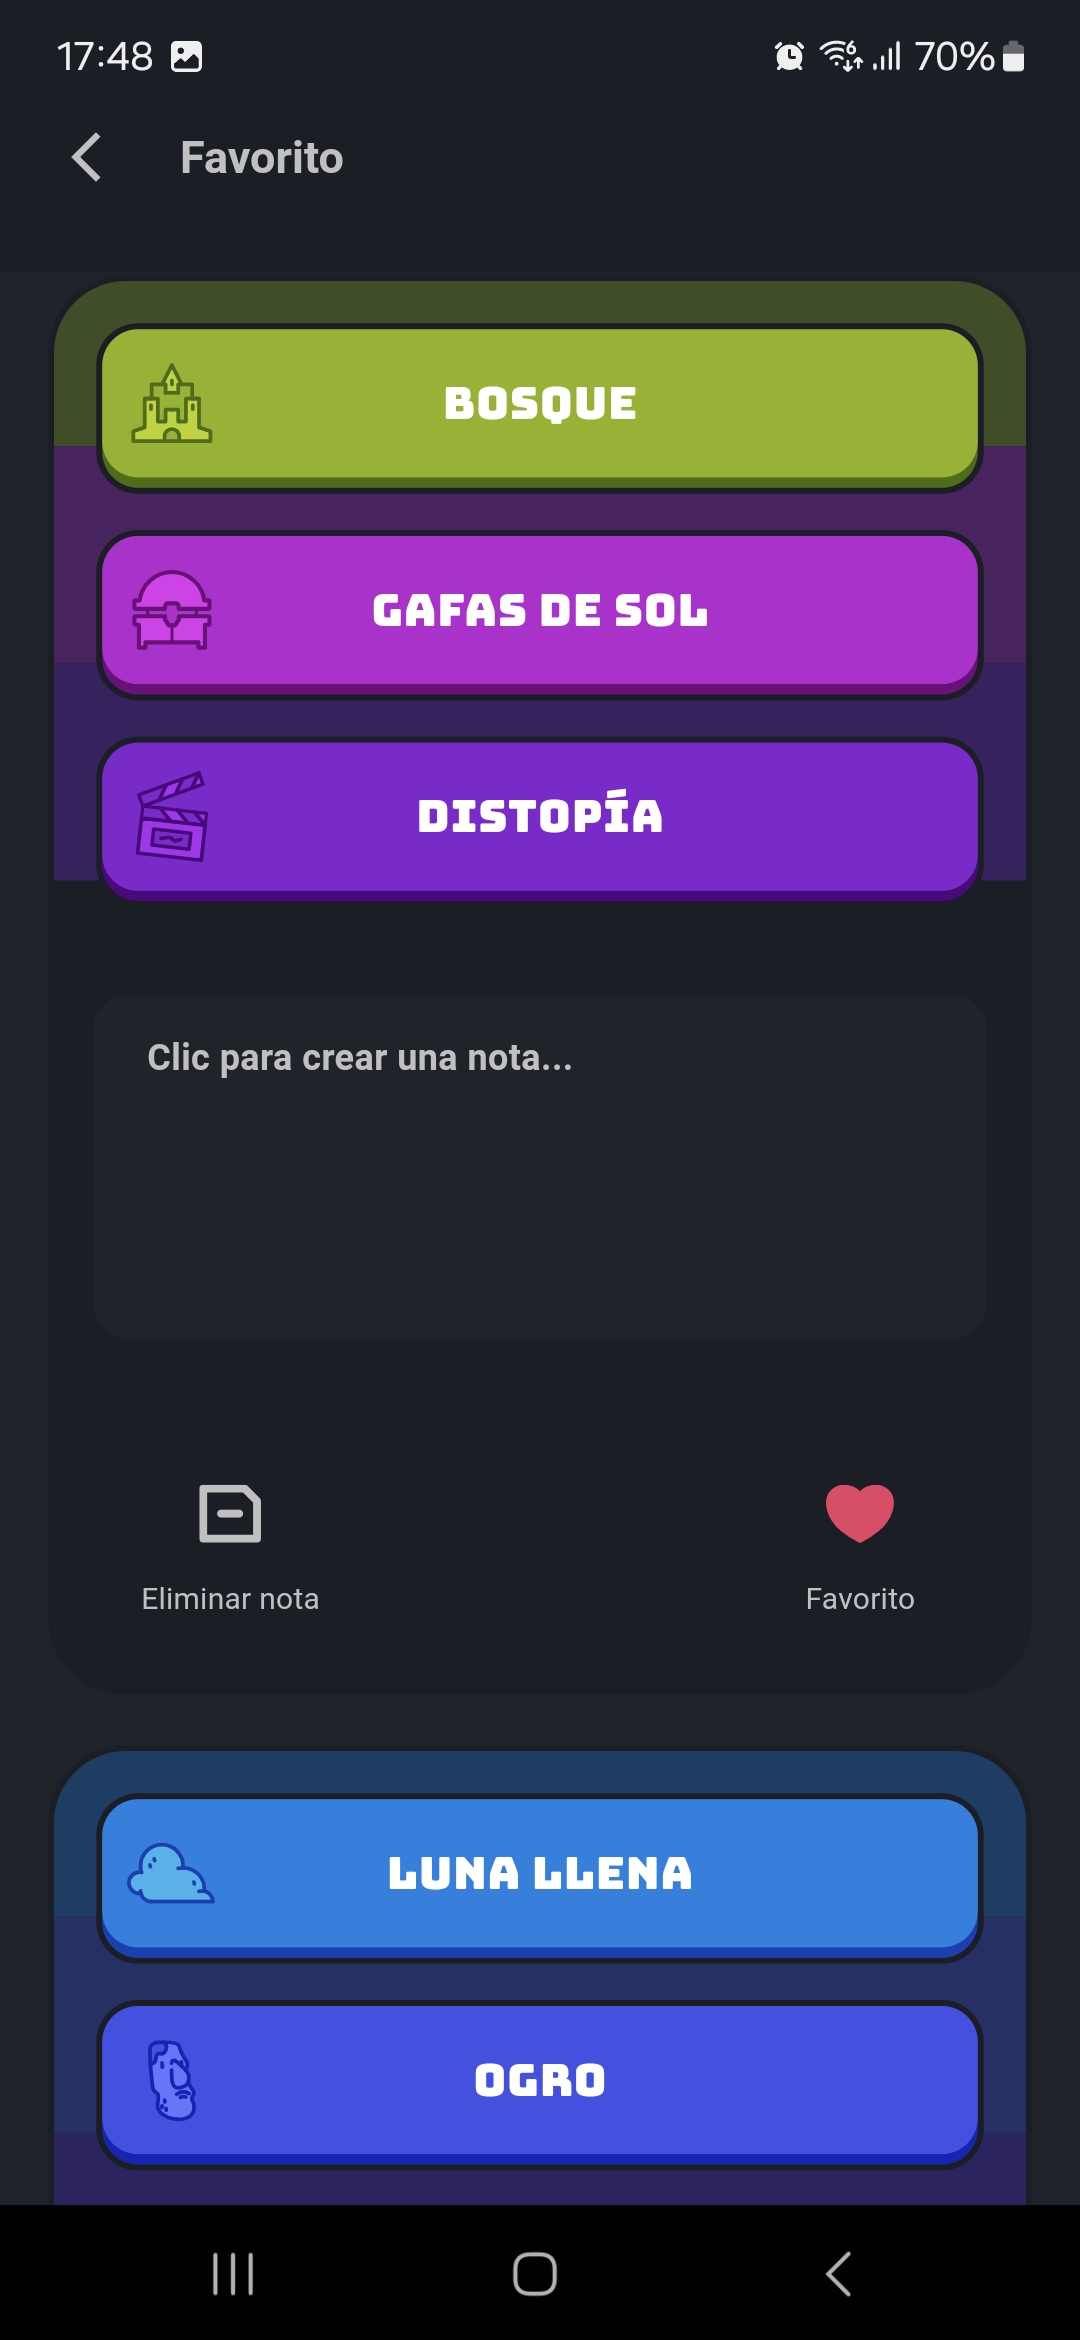 17:48
70%
Favorito
BOSQUE
GAFAS DE SOL
DISTOPÍA
Clic para crear una nota...
Eliminar nota
Favorito
LUNA LLENA
OGRO